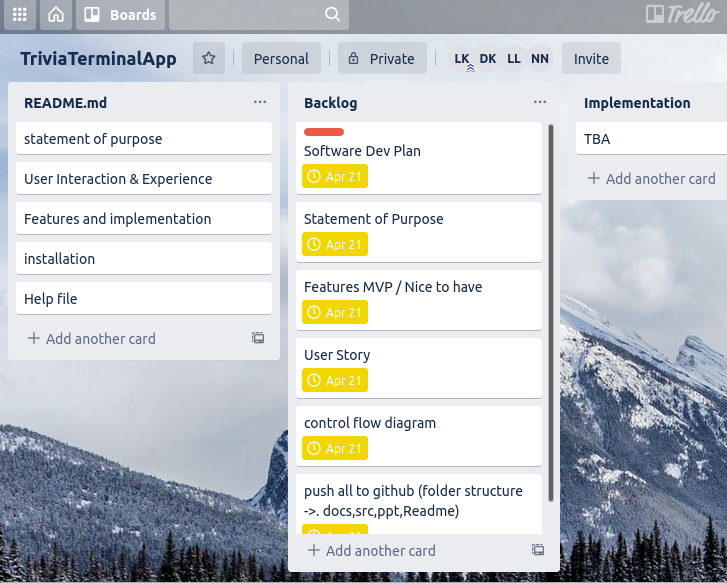 Boards
Trello
TriviaTerminalApp
Personal
Private
LK DK LL NN
Invite
README.md
statement of purpose
User Interaction & Experience
Features and implementation
installation
Help file
+ Add another card
Backlog
Software Dev Plan
Apr 21
Statement of Purpose
Apr 21
Features MVP / Nice to have
Apr 21
User Story
Apr 21
control flow diagram
Apr 21
push all to github (folder structure
->. docs,src,ppt,Readme)
+ Add another card
Implementation
TBA
+ Add another card